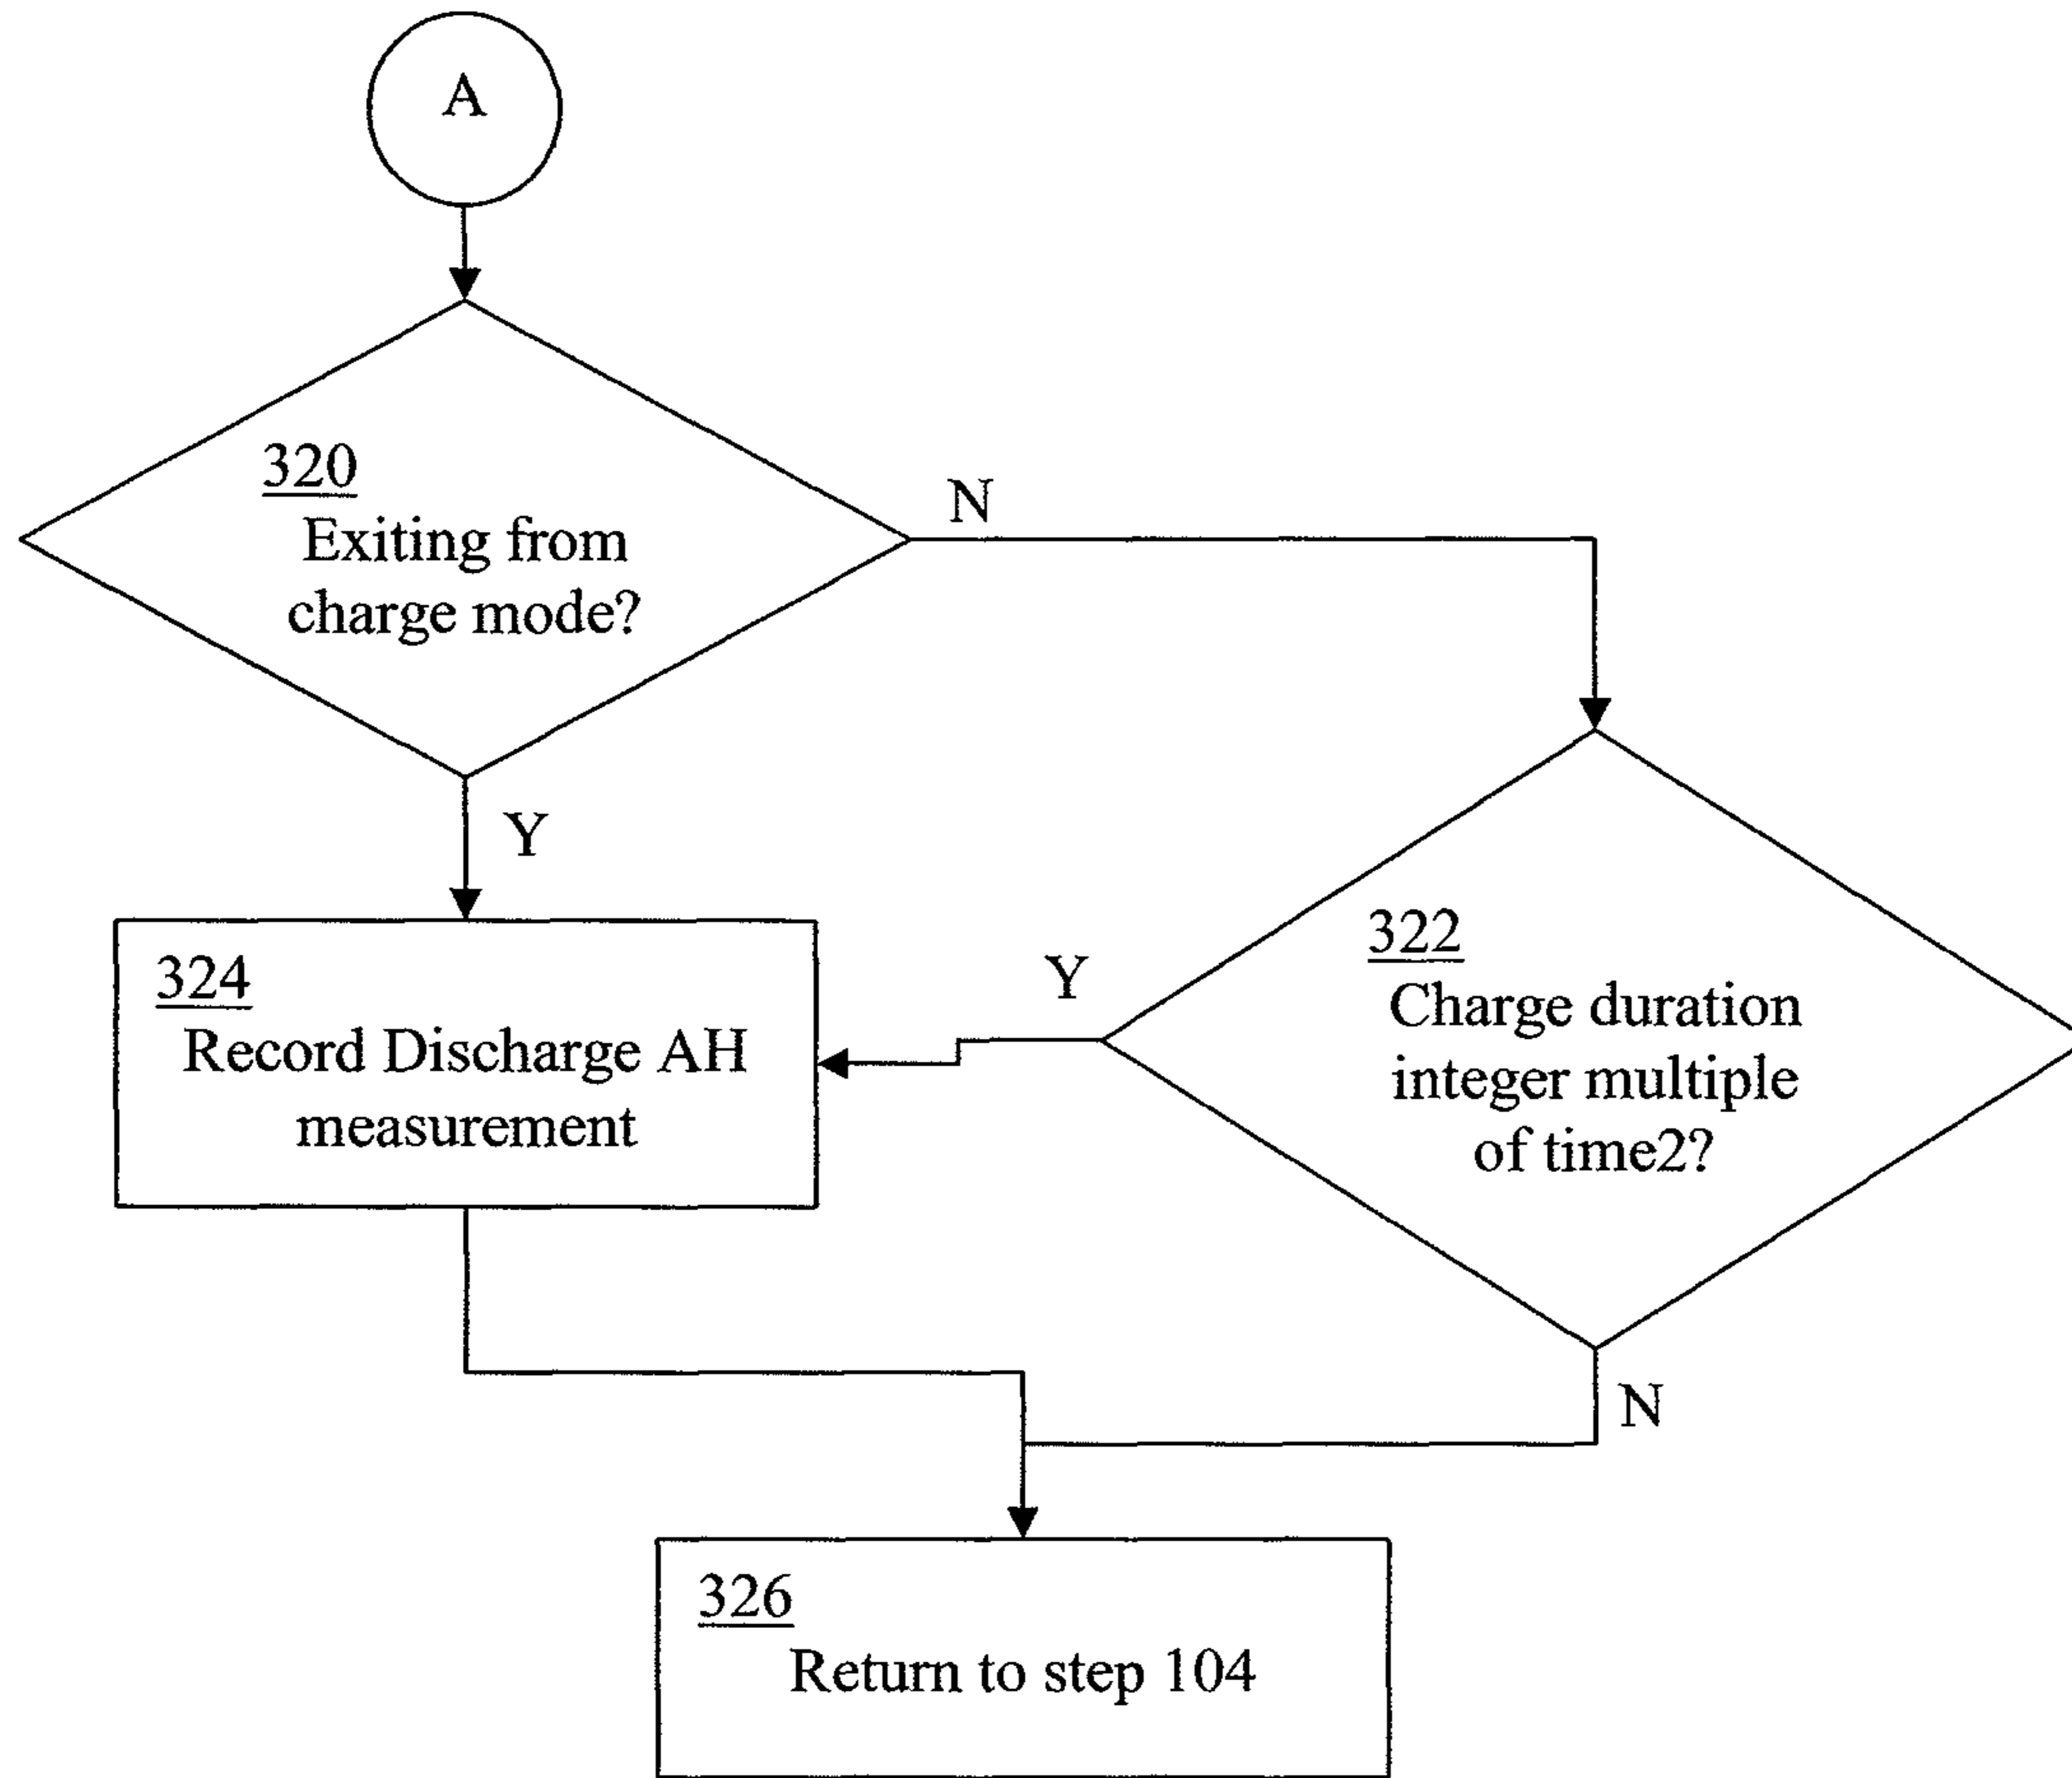 A
320
Exiting from
charge mode?
N
Y
324
Record Discharge AH
measurement
Y
322
Charge duration
integer multiple
of time2?
N
326
Return to step 104